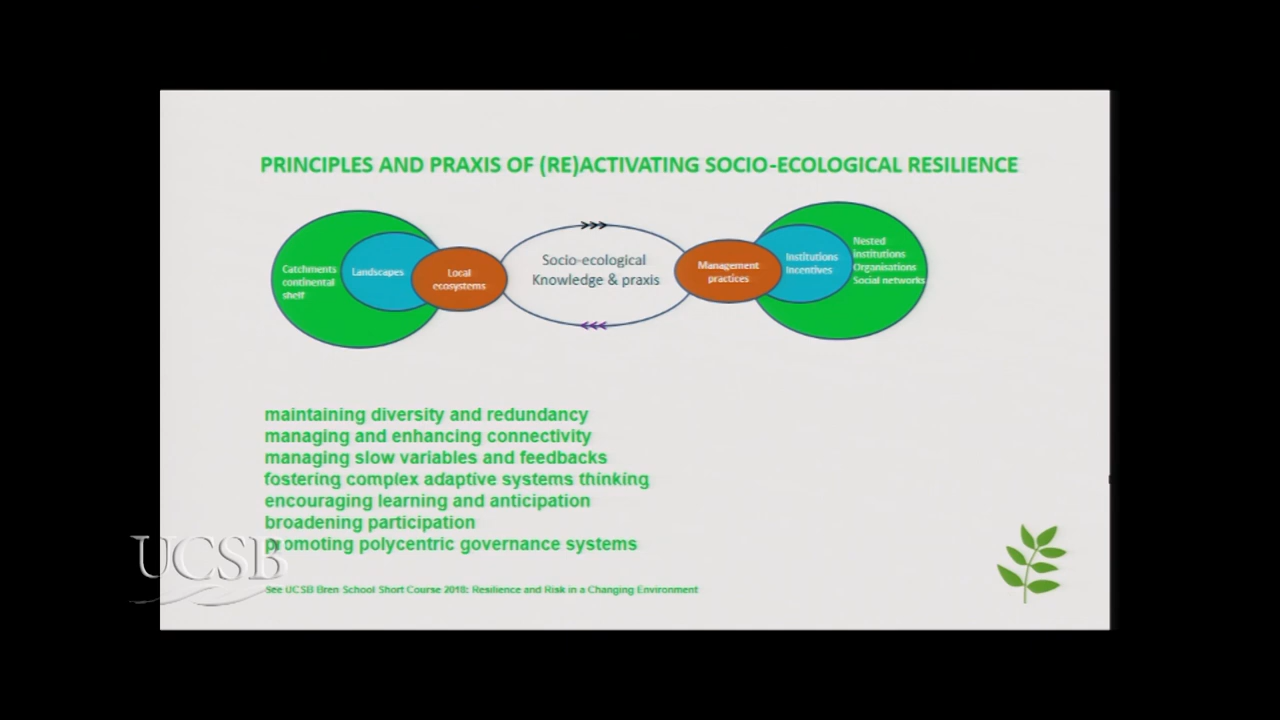 PRINCIPLES AND PRAXIS OF (RE)ACTIVATING SOCIO-ECOLOGICAL RESILIENCE
Catchments
continental
shelf
Landscapes
Local
ecosystems
Socio-ecological
Knowledge & praxis
Management
practices
Institutions
Incentives
Nested
institutions
Organisations
Social networks
maintaining diversity and redundancy
managing and enhancing connectivity
managing slow variables and feedbacks
fostering complex adaptive systems thinking
encouraging learning and anticipation
broadening participation
promoting polycentric governance systems
See UCSB Bren School Short Course 2018: Resilience and Risk in a Changing Environment
UCSB